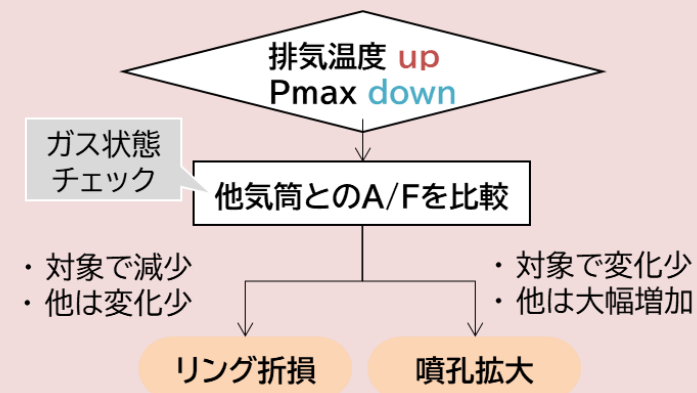 排気温度 up
Pmax down
ガス状態
チェック
他気筒とのA/Fを比較
・対象で減少
・他は変化少
・対象で変化少
・他は大幅増加
リング折損
噴孔拡大